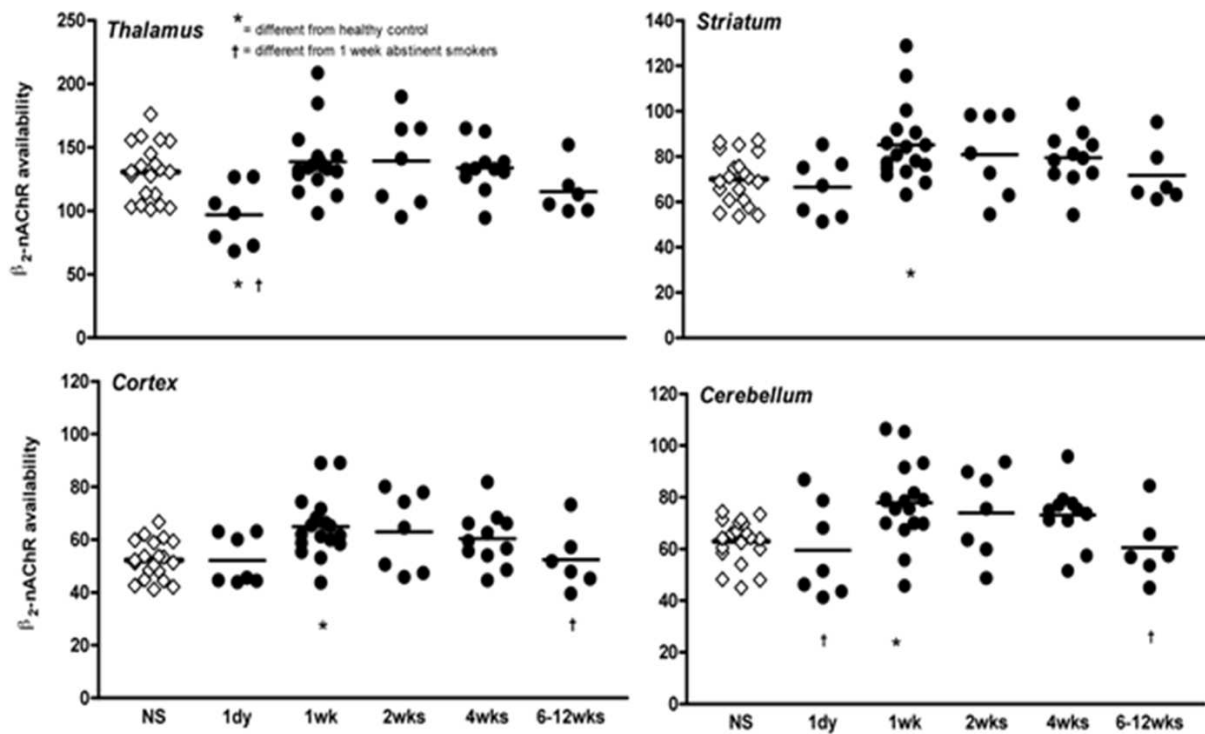 Thalamus
* = different from healthy control
† = different from 1 week abstinent smokers
β2-nAChR availability
250
200
150
100
50
0
* †
Striatum
140
120
100
80
60
40
20
0
*
Cortex
β2-nAChR availability
120
100
80
60
40
20
0
* †
NS 1dy 1wk 2wks 4wks 6-12wks
Cerebellum
120
100
80
60
40
20
0
† * †
NS 1dy 1wk 2wks 4wks 6-12wks